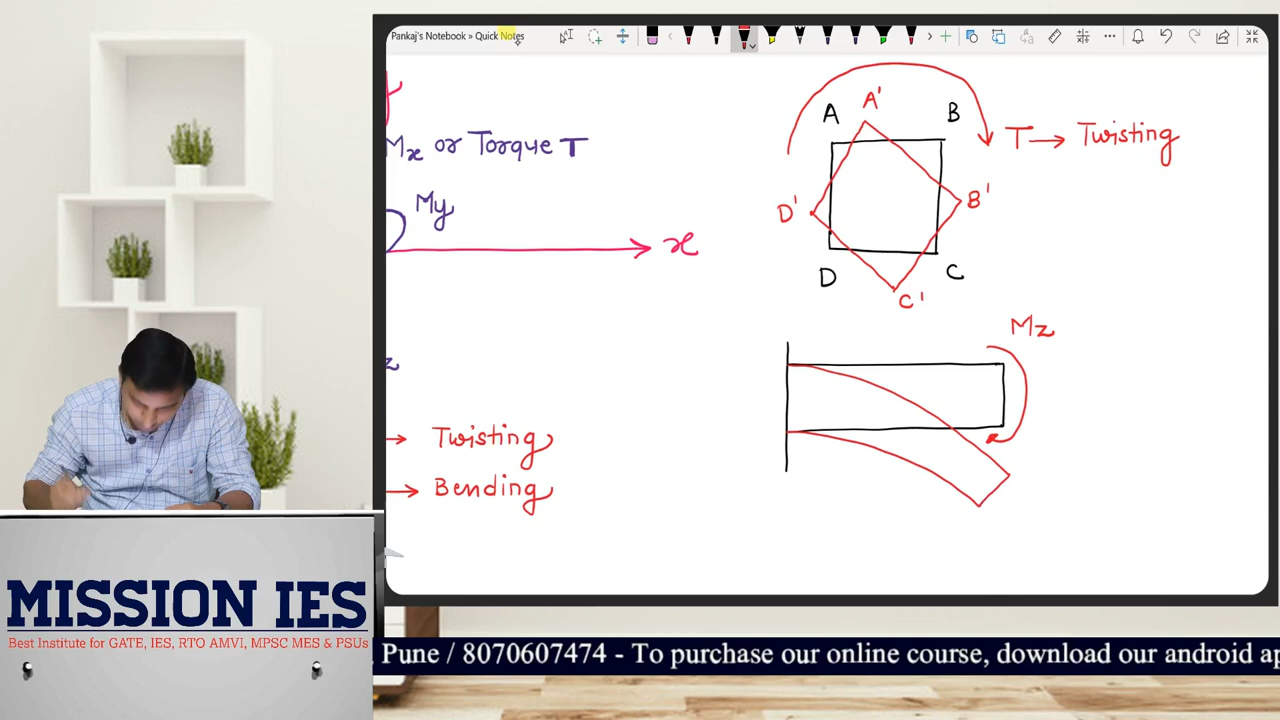 Pankaj's Notebook » Quick Notes
Mx or Torque T
My
x
Twisting
Bending
A A' B
T → Twisting
D' B'
D C
C'
Mz
MISSION IES
Best Institute for GATE, IES, RTO AMVI, MPSC MES & PSUs
. Pune / 8070607474 - To purchase our online course, download our android ap